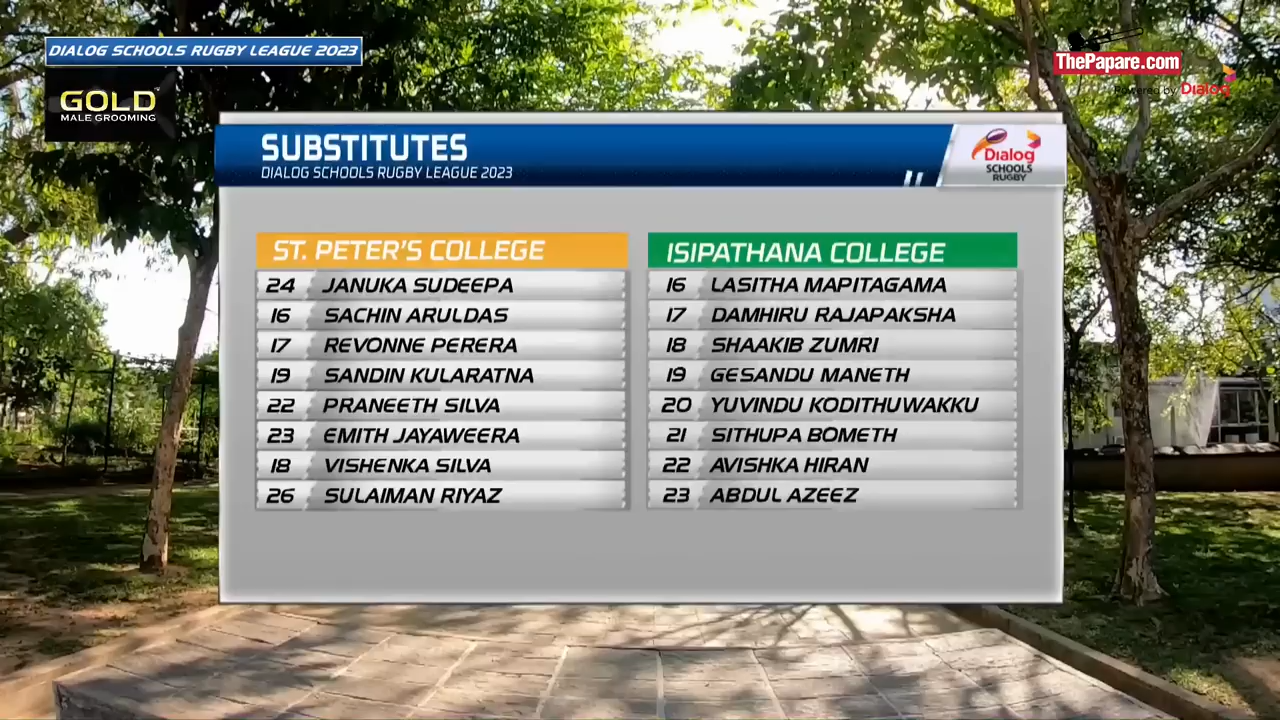 DIALOG SCHOOLS RUGBY LEAGUE 2023
GOLD
MALE GROOMING
ThePapare.com
Powered by Dialog
SUBSTITUTES
DIALOG SCHOOLS RUGBY LEAGUE 2023
Dialog
SCHOOLS
RUGBY
ST. PETER'S COLLEGE
24 JANUKA SUDEEPA
16 SACHIN ARULDAS
17 REVONNE PERERA
19 SANDIN KULARATNA
22 PRANEETH SILVA
23 EMITH JAYAWEERA
18 VISHENKA SILVA
26 SULAIMAN RIYAZ
ISIPATHANA COLLEGE
16 LASITHA MAPITAGAMA
17 DAMHIRU RAJAPAKSHA
18 SHAAKIB ZUMRI
19 GESANDU MANETH
20 YUVINDU KODITHUWAKKU
21 SITHUPA BOMETH
22 AVISHKA HIRAN
23 ABDUL AZEEZ